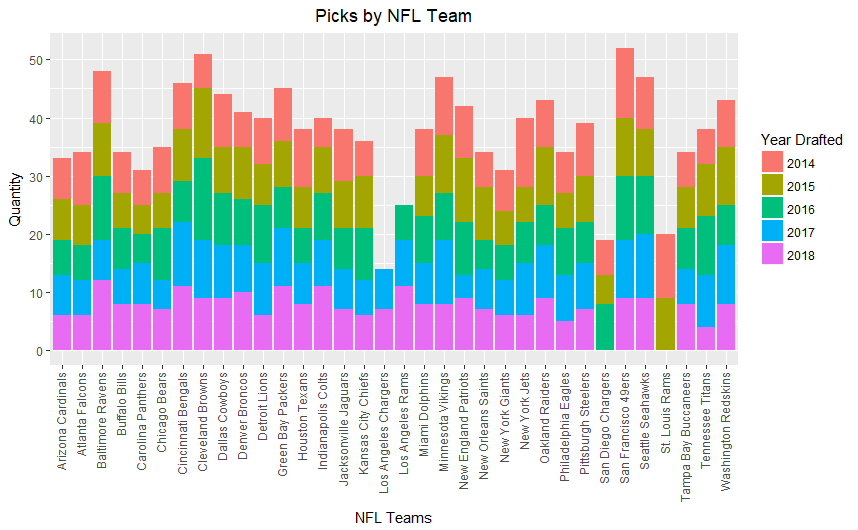 Picks by NFL Team
Quantity
50
40
30
20
10
0
Arizona Cardinals
Atlanta Falcons
Baltimore Ravens
Buffalo Bills
Carolina Panthers
Chicago Bears
Cincinnati Bengals
Cleveland Browns
Dallas Cowboys
Denver Broncos
Detroit Lions
Green Bay Packers
Houston Texans
Indianapolis Colts
Jacksonville Jaguars
Kansas City Chiefs
Los Angeles Chargers
Los Angeles Rams
Miami Dolphins
Minnesota Vikings
New England Patriots
New Orleans Saints
New York Giants
New York Jets
Oakland Raiders
Philadelphia Eagles
Pittsburgh Steelers
San Diego Chargers
San Francisco 49ers
Seattle Seahawks
St. Louis Rams
Tampa Bay Buccaneers
Tennessee Titans
Washington Redskins
NFL Teams
Year Drafted
2014
2015
2016
2017
2018